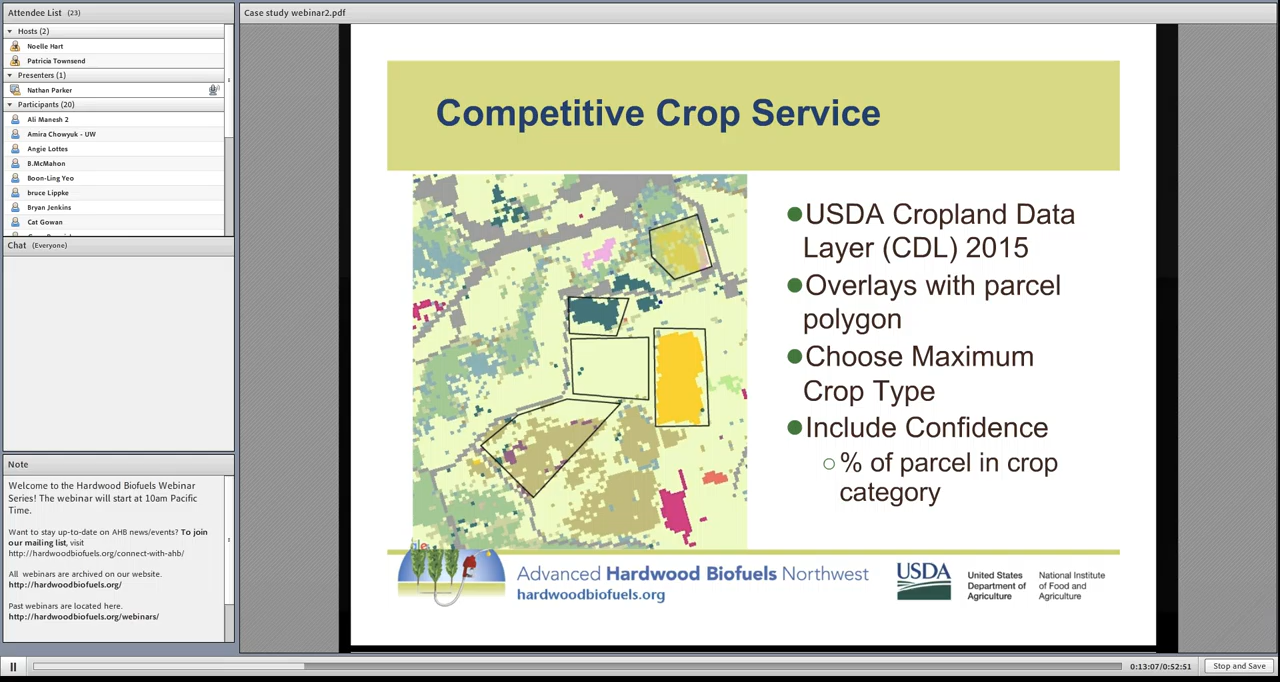 Attendee List (23)
Hosts (2)
Noelle Hart
Patricia Townsend
Presenters (1)
Nathan Parker
Participants (20)
Ali Manesh 2
Amira Chowyuk - UW
Angie Lottes
B.McMahon
Boon-Ling Yeo
bruce Lippke
Bryan Jenkins
Cat Gowan
Chat (Everyone)
Note
Welcome to the Hardwood Biofuels Webinar
Series! The webinar will start at 10am Pacific
Time.
Want to stay up-to-date on AHB news/events? To join
our mailing list, visit
http://hardwoodbiofuels.org/connect-with-ahb/
All webinars are archived on our website.
http://hardwoodbiofuels.org/
Past webinars are located here.
http://hardwoodbiofuels.org/webinars/
Case study webinar2.pdf
Competitive Crop Service
USDA Cropland Data
Layer (CDL) 2015
Overlays with parcel
polygon
Choose Maximum
Crop Type
Include Confidence
% of parcel in crop
category
Advanced Hardwood Biofuels Northwest
hardwoodbiofuels.org
USDA
United States
Department of
Agriculture
National Institute
of Food and
Agriculture
0:13:07/0:52:51
Stop and Save